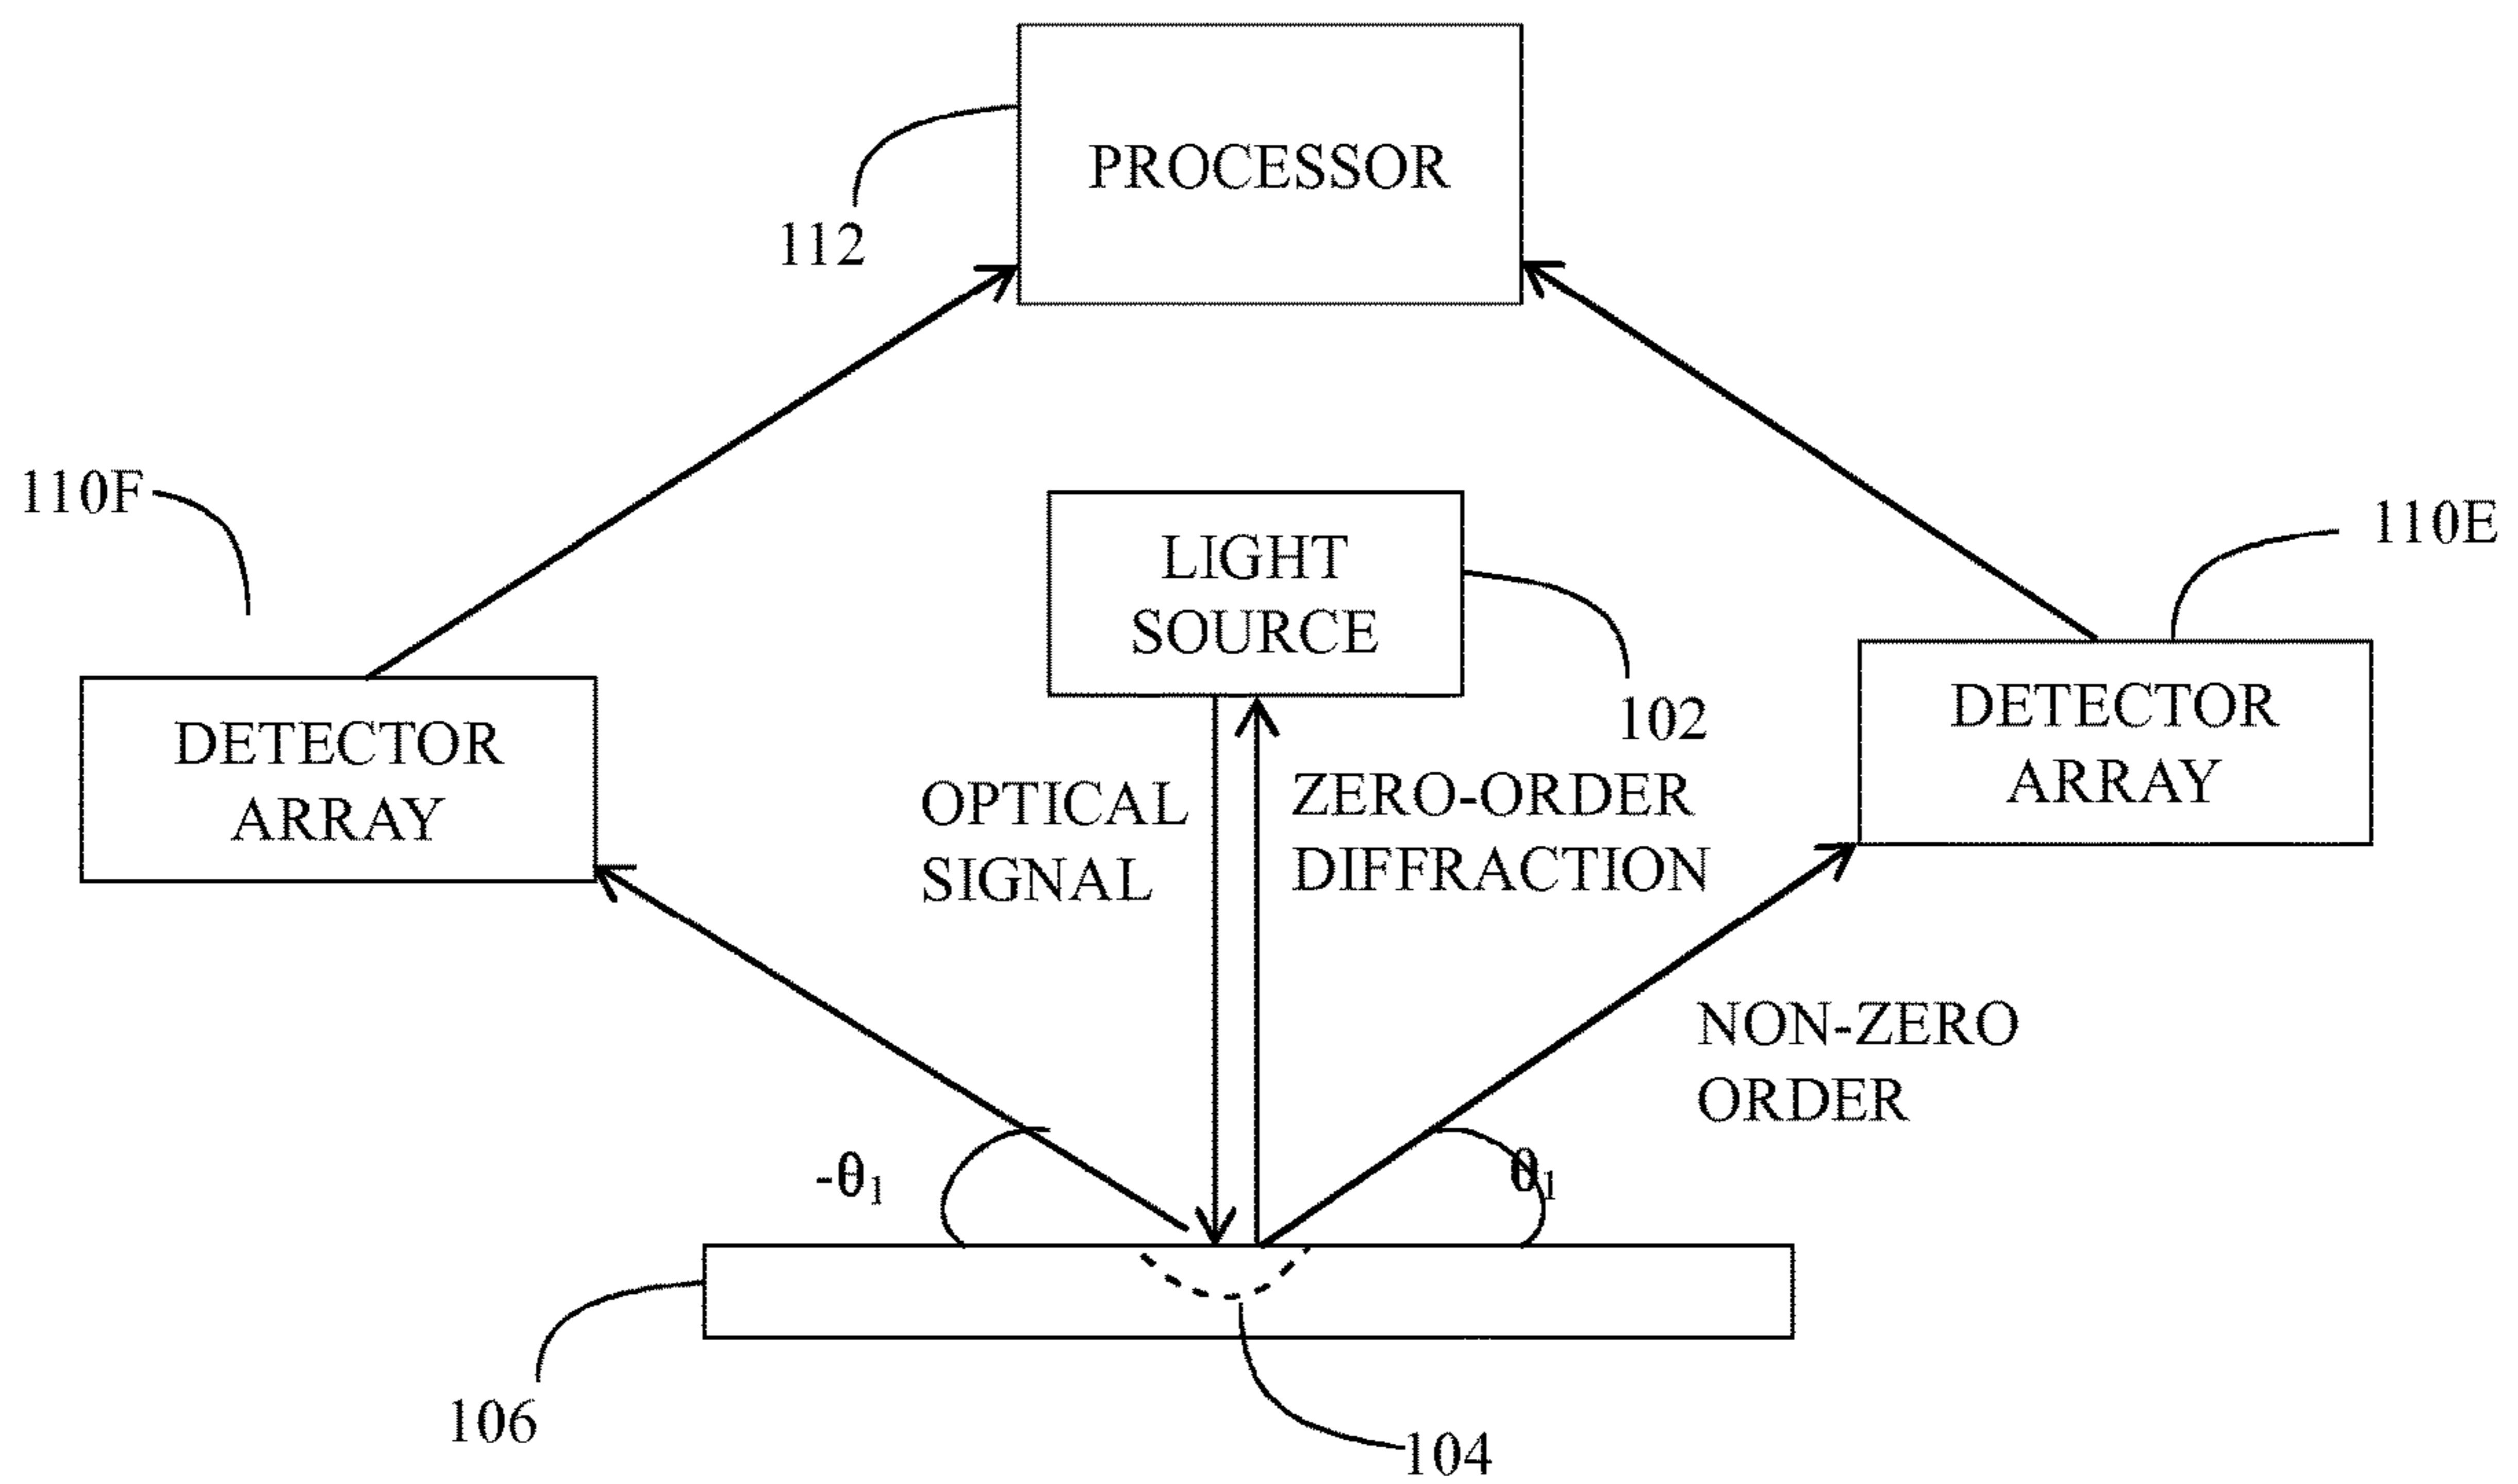 PROCESSOR
112
110F
LIGHT
SOURCE
110E
102
DETECTOR
ARRAY
DETECTOR
ARRAY
OPTICAL
SIGNAL
ZERO-ORDER
DIFFRACTION
NON-ZERO
ORDER
-θ₁
θ₁
106
104